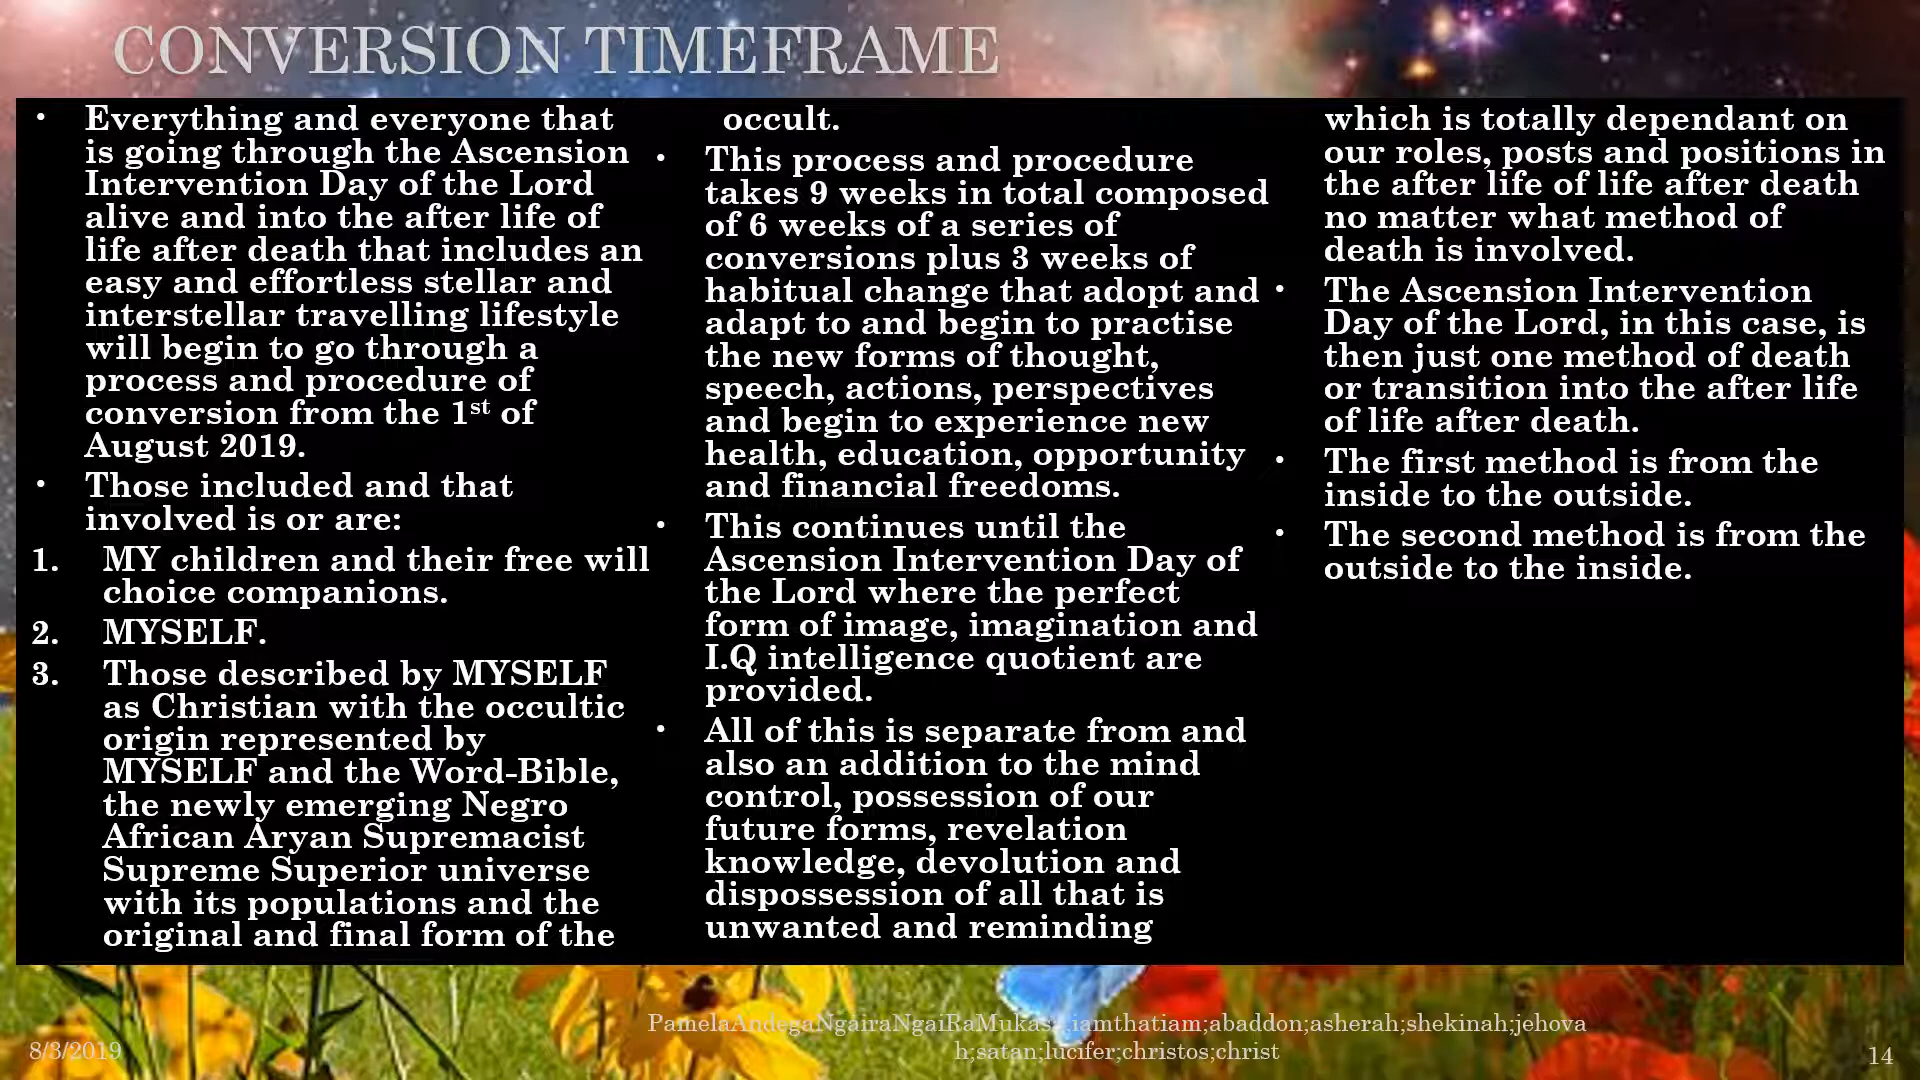 CONVERSION TIMEFRAME
• Everything and everyone that
is going through the Ascension
Intervention Day of the Lord
alive and into the after life of
life after death that includes an
easy and effortless stellar and
interstellar travelling lifestyle
will begin to go through a
process and procedure of
conversion from the 1st of
August 2019.
• Those included and that
involved is or are:
1. MY children and their free will
choice companions.
2. MYSELF.
3. Those described by MYSELF
as Christian with the occultic
origin represented by
MYSELF and the Word-Bible,
the newly emerging Negro
African Aryan Supremacist
Supreme Superior universe
with its populations and the
original and final form of the
occult.
• This process and procedure
takes 9 weeks in total composed
of 6 weeks of a series of
conversions plus 3 weeks of
habitual change that adopt and
adapt to and begin to practise
the new forms of thought,
speech, actions, perspectives
and begin to experience new
health, education, opportunity
and financial freedoms.
• This continues until the
Ascension Intervention Day of
the Lord where the perfect
form of image, imagination and
I.Q intelligence quotient are
provided.
• All of this is separate from and
also an addition to the mind
control, possession of our
future forms, revelation
knowledge, devolution and
dispossession of all that is
unwanted and reminding
which is totally dependant on
our roles, posts and positions in
the after life of life after death
no matter what method of
death is involved.
• The Ascension Intervention
Day of the Lord, in this case, is
then just one method of death
or transition into the after life
of life after death.
• The first method is from the
inside to the outside.
• The second method is from the
outside to the inside.
8/3/2019
;abaddon;asherah;shekinah;jehova
h;satan;lucifer;christos;christ
14